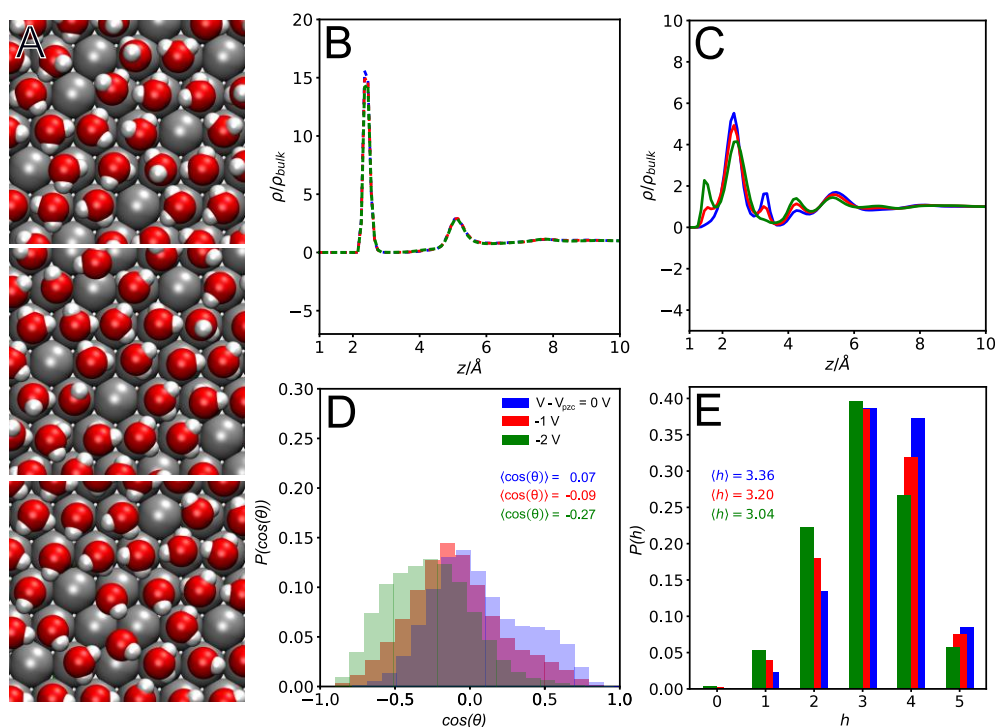 A
B
20
15
10
5
0
−5
ρ/ρbulk
1
2
4
6
8
10
z/Å
C
10
8
6
4
2
0
−2
−4
ρ/ρbulk
1
2
4
6
8
10
z/Å
D
0.30
0.25
0.20
0.15
0.10
0.05
0.00
P(cos(θ))
V - Vpzc = 0 V
-1 V
-2 V
⟨cos(θ)⟩ = 0.07
⟨cos(θ)⟩ = -0.09
⟨cos(θ)⟩ = -0.27
−1.0
−0.5
0.0
0.5
1.0
cos(θ)
E
0.40
0.35
0.30
0.25
0.20
0.15
0.10
0.05
0.00
P(h)
⟨h⟩ = 3.36
⟨h⟩ = 3.20
⟨h⟩ = 3.04
0
1
2
3
4
5
h